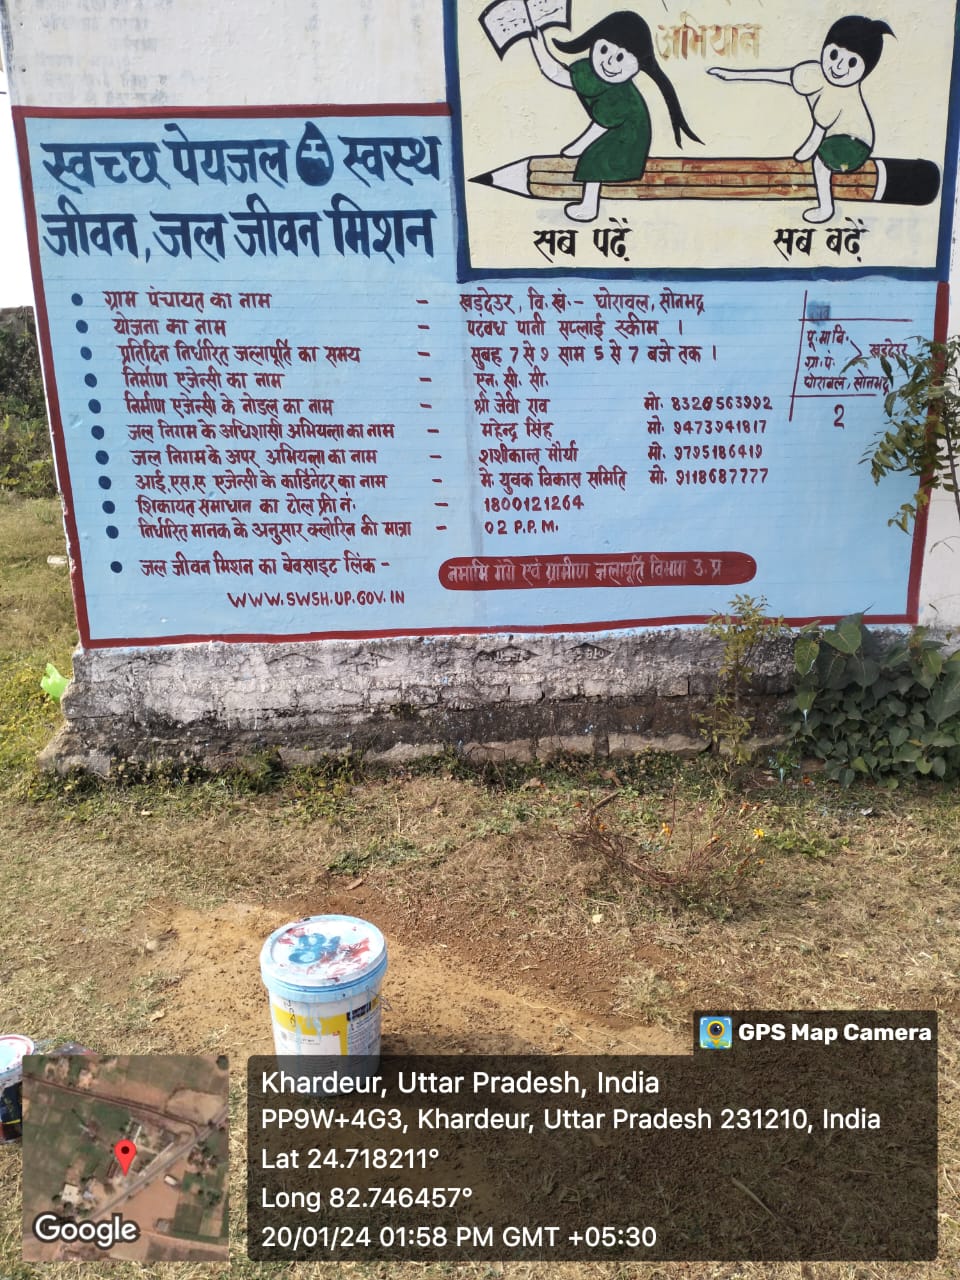 अभियान
सब पढ़ें सब बढ़ें
स्वच्छ पेयजल स्वस्थ
जीवन, जल जीवन मिशन
ग्राम पंचायत का नाम - खड़देउर, वि. खं:- घोरावल, सोनभद्र
योजना का नाम - पटवध पानी सप्लाई स्कीम ।
प्रतिदिन निर्धारित जलापूर्ति का समय - सुबह 7 से 9 साम 5 से 7 बजे तक ।
निर्माण एजेन्सी का नाम - एन. सी. सी.
निर्माण एजेन्सी के नोडल का नाम - श्री जेवी राव मो. 8326563992
जल निगम के अधिशासी अभियन्ता का नाम - महेन्द्र सिंह मो. 9473941817
जल निगम के अपर अभियन्ता का नाम - शशीकान्त मौर्या मो. 9795186419
आई.एस.ए एजेन्सी के कार्डिनेटर का नाम - मे. युवक विकास समिति मो. 9118687777
शिकायत समाधान का टोल फ्री नं. - 1800121264
निर्धारित मानक के अनुसार क्लोरिन की मात्रा - 02 P.P.M.
जल जीवन मिशन का बेवसाइट लिंक -
नमामि गंगे एवं ग्रामीण जलापूर्ति विभाग उ. प्र
WWW.SWSM.UP.GOV.IN
पू. मा. वि.
ग्रा. पं. खड़देउर
घोरावल, सोनभद्र
2
GPS Map Camera
Khardeur, Uttar Pradesh, India
PP9W+4G3, Khardeur, Uttar Pradesh 231210, India
Lat 24.718211°
Long 82.746457°
20/01/24 01:58 PM GMT +05:30
Google